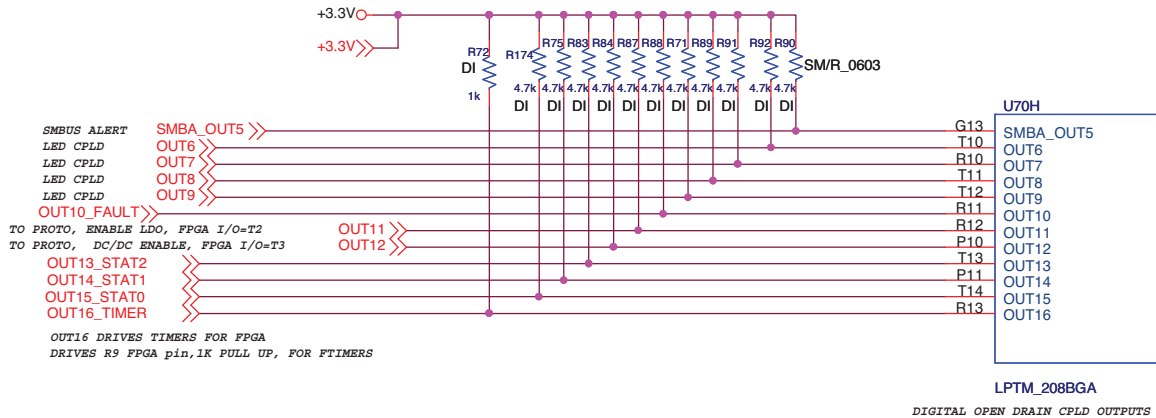 +3.3V
+3.3V
R72 R174 R75 R83 R84 R87 R88 R71 R89 R91 R92 R90
DI
SM/R_0603
1k 4.7k 4.7k 4.7k 4.7k 4.7k 4.7k 4.7k 4.7k 4.7k 4.7k 4.7k
DI DI DI DI DI DI DI DI DI DI DI
U70H
SMBUS ALERT SMBA_OUT5 G13 SMBA_OUT5
LED CPLD OUT6 T10 OUT6
LED CPLD OUT7 R10 OUT7
LED CPLD OUT8 T11 OUT8
LED CPLD OUT9 T12 OUT9
OUT10_FAULT R11 OUT10
TO PROTO, ENABLE LDO, FPGA I/O=T2 OUT11 R12 OUT11
TO PROTO, DC/DC ENABLE, FPGA I/O=T3 OUT12 P10 OUT12
OUT13_STAT2 T13 OUT13
OUT14_STAT1 P11 OUT14
OUT15_STAT0 T14 OUT15
OUT16_TIMER R13 OUT16
OUT16 DRIVES TIMERS FOR FPGA
DRIVES R9 FPGA pin,1K PULL UP, FOR FTIMERS
LPTM_208BGA
DIGITAL OPEN DRAIN CPLD OUTPUTS